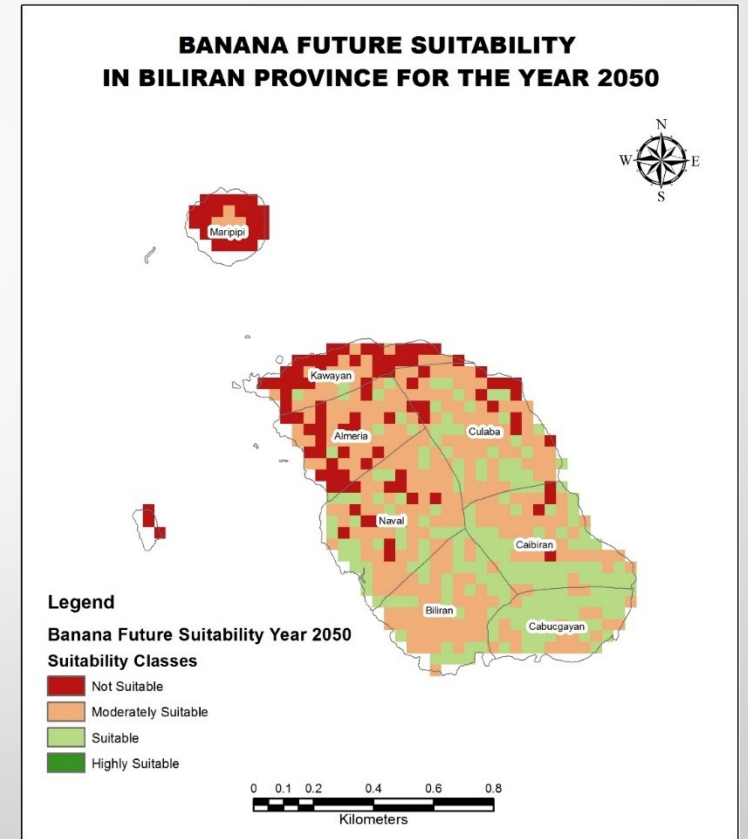 BANANA FUTURE SUITABILITY
IN BILIRAN PROVINCE FOR THE YEAR 2050
N
W E
S
Maripipi
Kawayan
Almeria
Culaba
Naval
Caibiran
Biliran
Cabucgayan
Legend
Banana Future Suitability Year 2050
Suitability Classes
Not Suitable
Moderately Suitable
Suitable
Highly Suitable
0 0.1 0.2 0.4 0.6 0.8
Kilometers